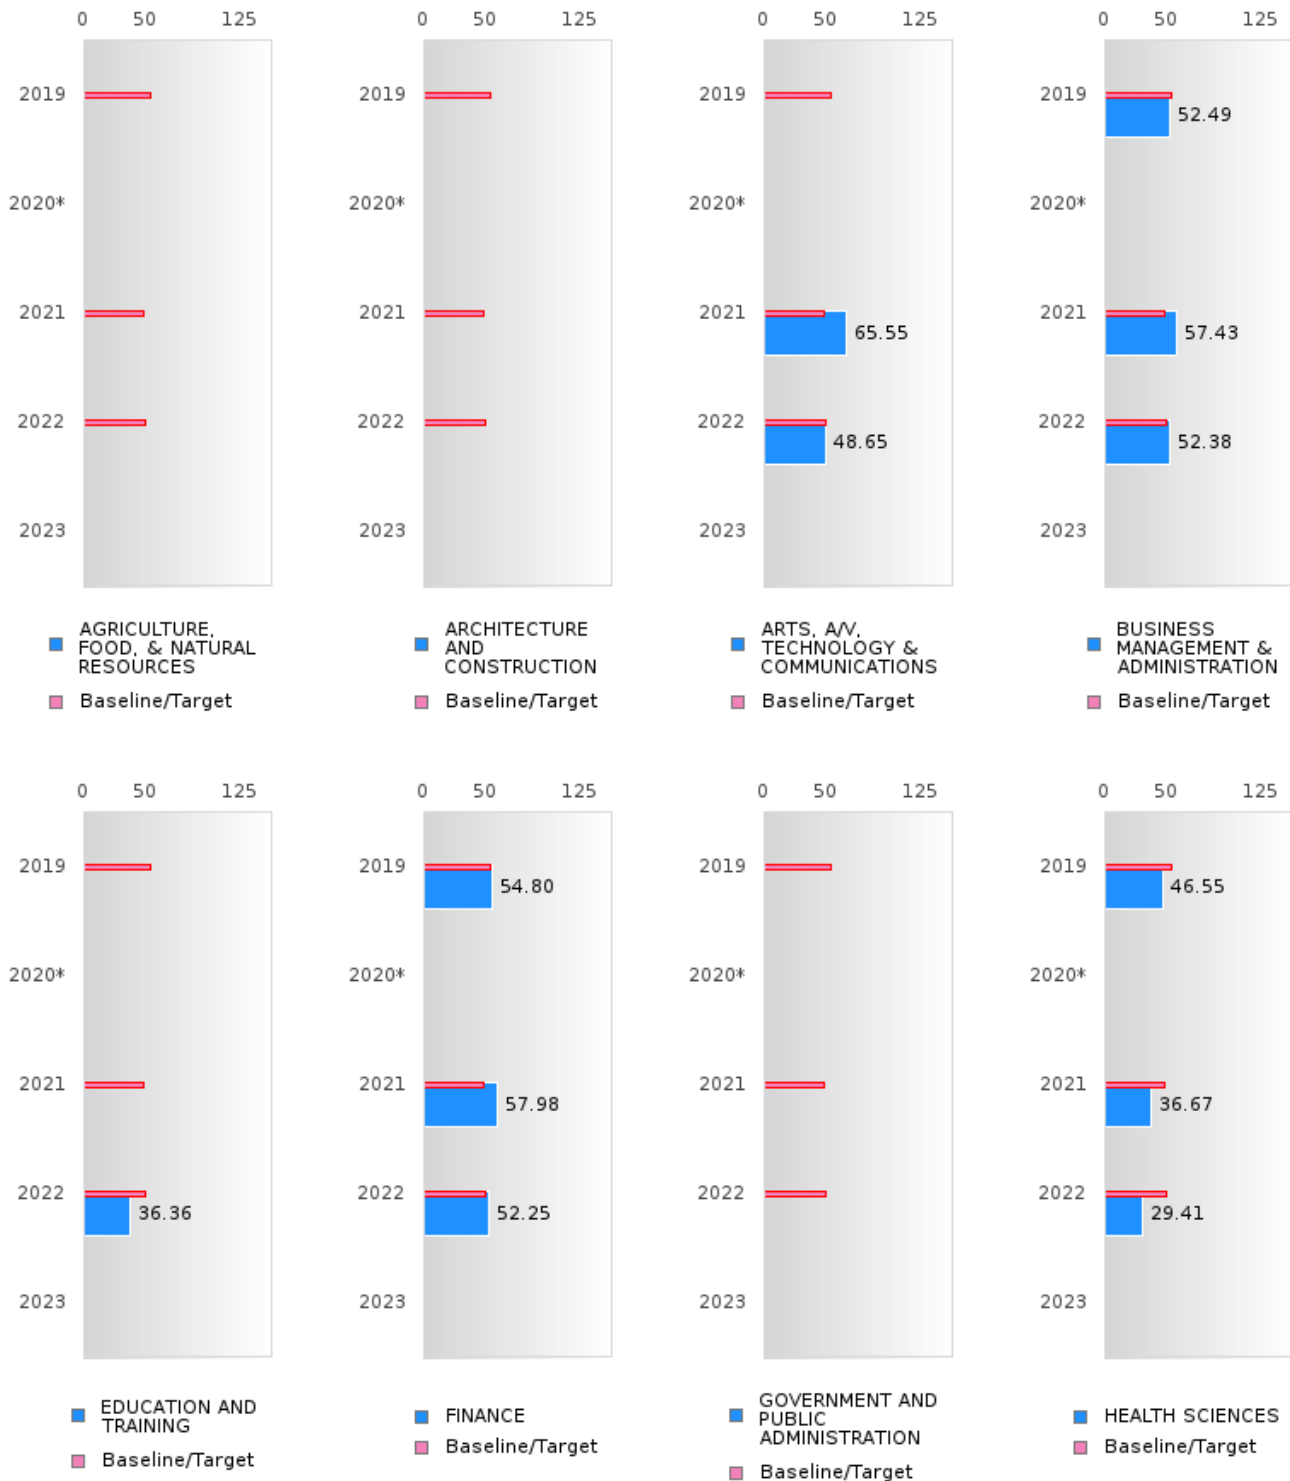 0 50 125
2019
2020*
2021
2022
2023
AGRICULTURE,
FOOD, & NATURAL
RESOURCES
Baseline/Target
0 50 125
2019
2020*
2021
2022
2023
ARCHITECTURE
AND
CONSTRUCTION
Baseline/Target
0 50 125
2019
2020*
2021
65.55
2022
48.65
2023
ARTS, A/V,
TECHNOLOGY &
COMMUNICATIONS
Baseline/Target
0 50 125
2019
52.49
2020*
2021
57.43
2022
52.38
2023
BUSINESS
MANAGEMENT &
ADMINISTRATION
Baseline/Target
0 50 125
2019
2020*
2021
2022
36.36
2023
EDUCATION AND
TRAINING
Baseline/Target
0 50 125
2019
54.80
2020*
2021
57.98
2022
52.25
2023
FINANCE
Baseline/Target
0 50 125
2019
2020*
2021
2022
2023
GOVERNMENT AND
PUBLIC
ADMINISTRATION
Baseline/Target
0 50 125
2019
46.55
2020*
2021
36.67
2022
29.41
2023
HEALTH SCIENCES
Baseline/Target